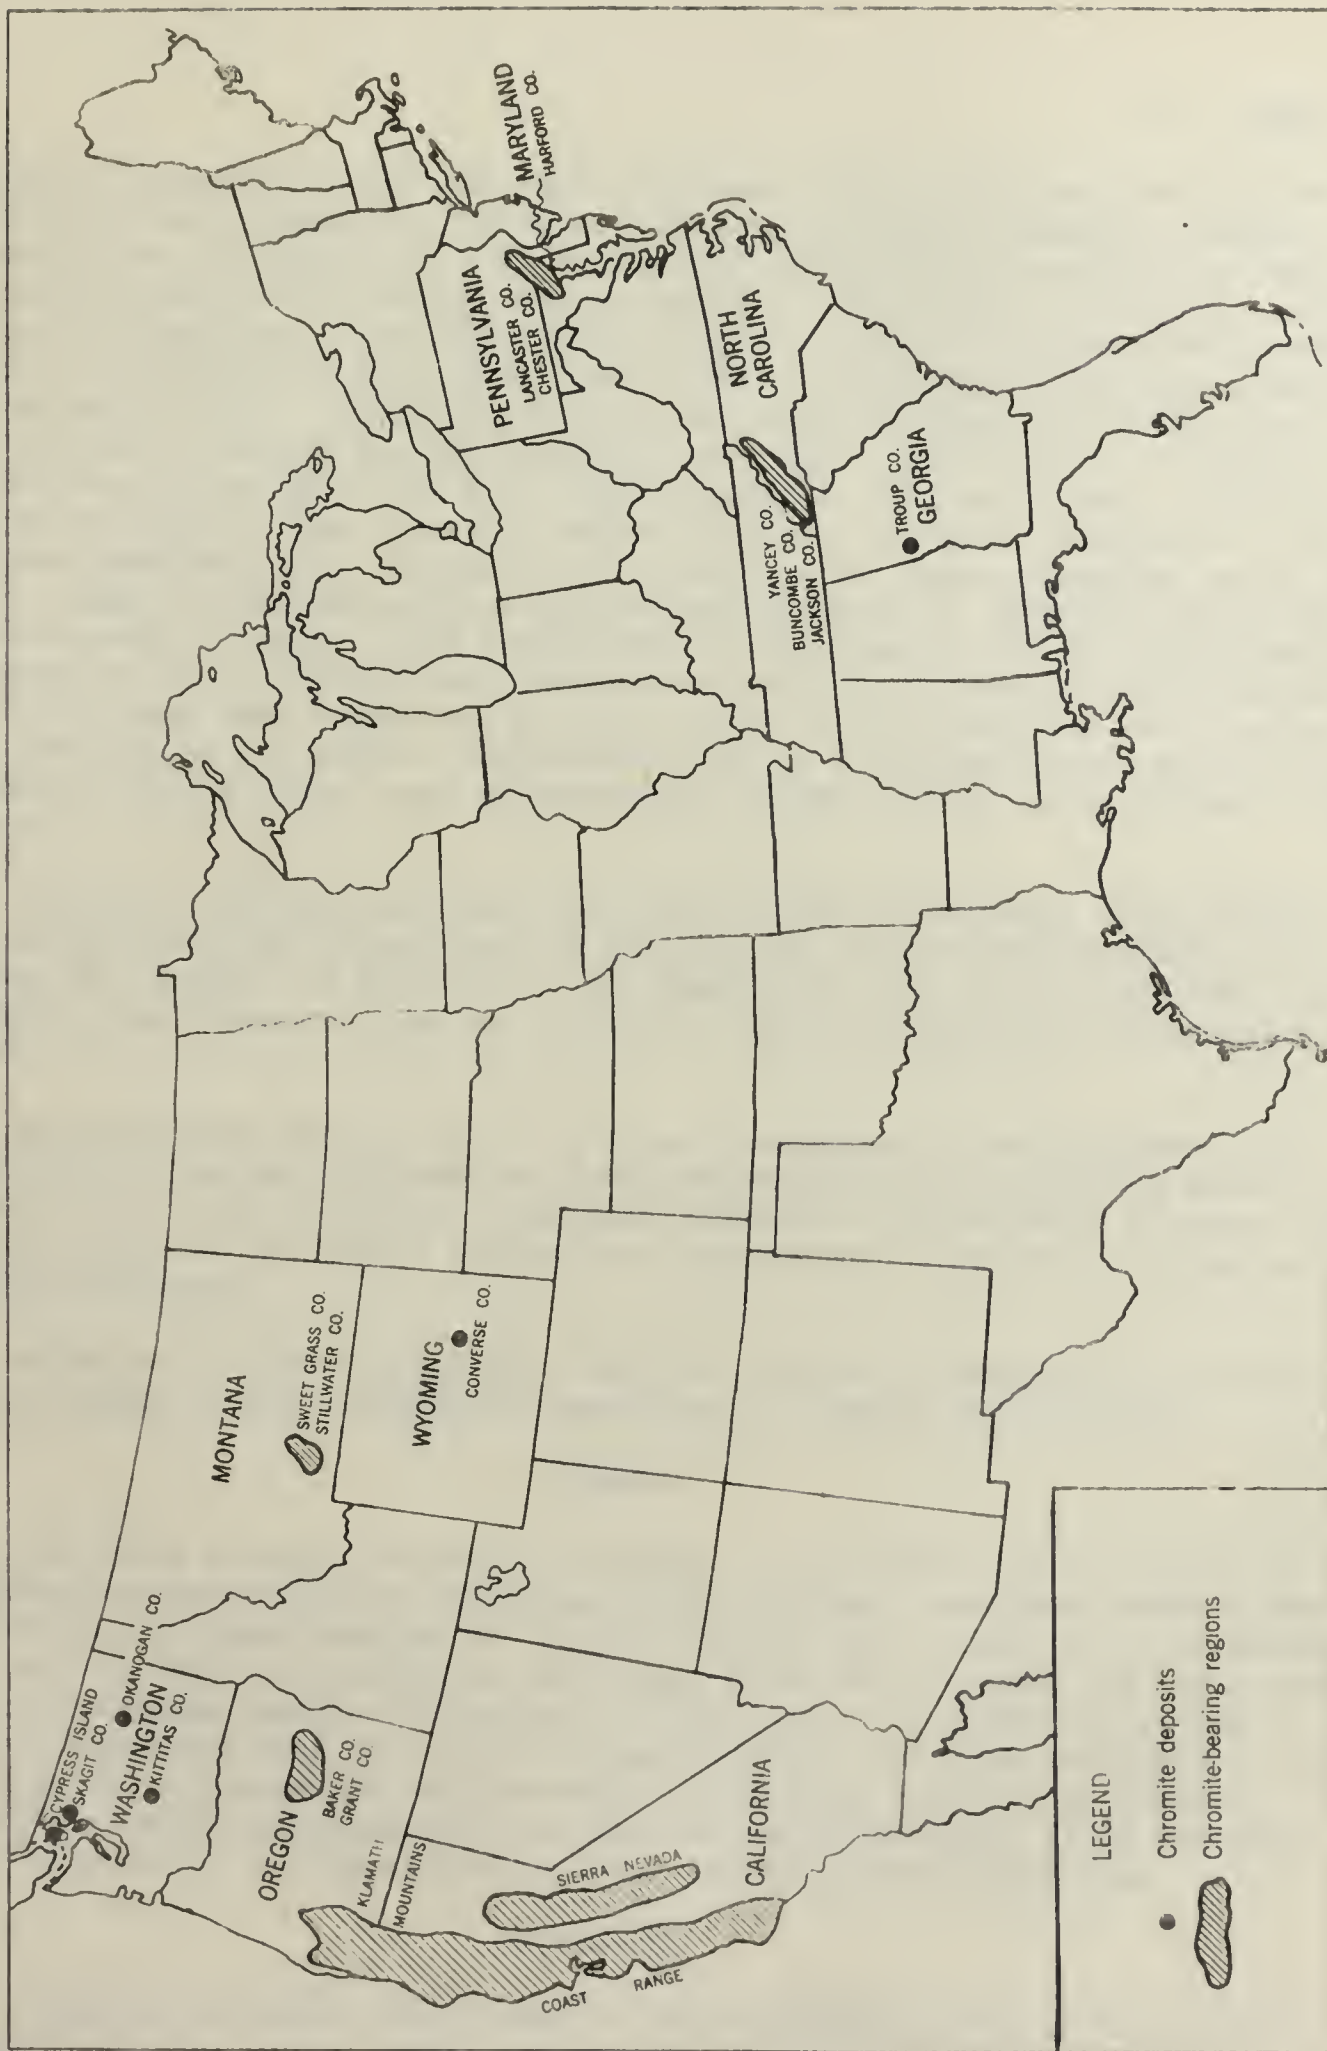 CYPRESS ISLAND
SKAGIT CO.
OKANOGAN CO.
WASHINGTON
KITTITAS CO.
OREGON
BAKER CO.
GRANT CO.
KLAMATH
MOUNTAINS
SIERRA NEVADA
COAST RANGE
CALIFORNIA
MONTANA
SWEET GRASS CO.
STILLWATER CO.
WYOMING
CONVERSE CO.
PENNSYLVANIA
LANCASTER CO.
CHESTER CO.
MARYLAND
HARFORD CO.
NORTH
CAROLINA
YANCEY CO.
BUNCOMBE CO.
JACKSON CO.
TROUP CO.
GEORGIA
LEGEND
Chromite deposits
Chromite-bearing regions